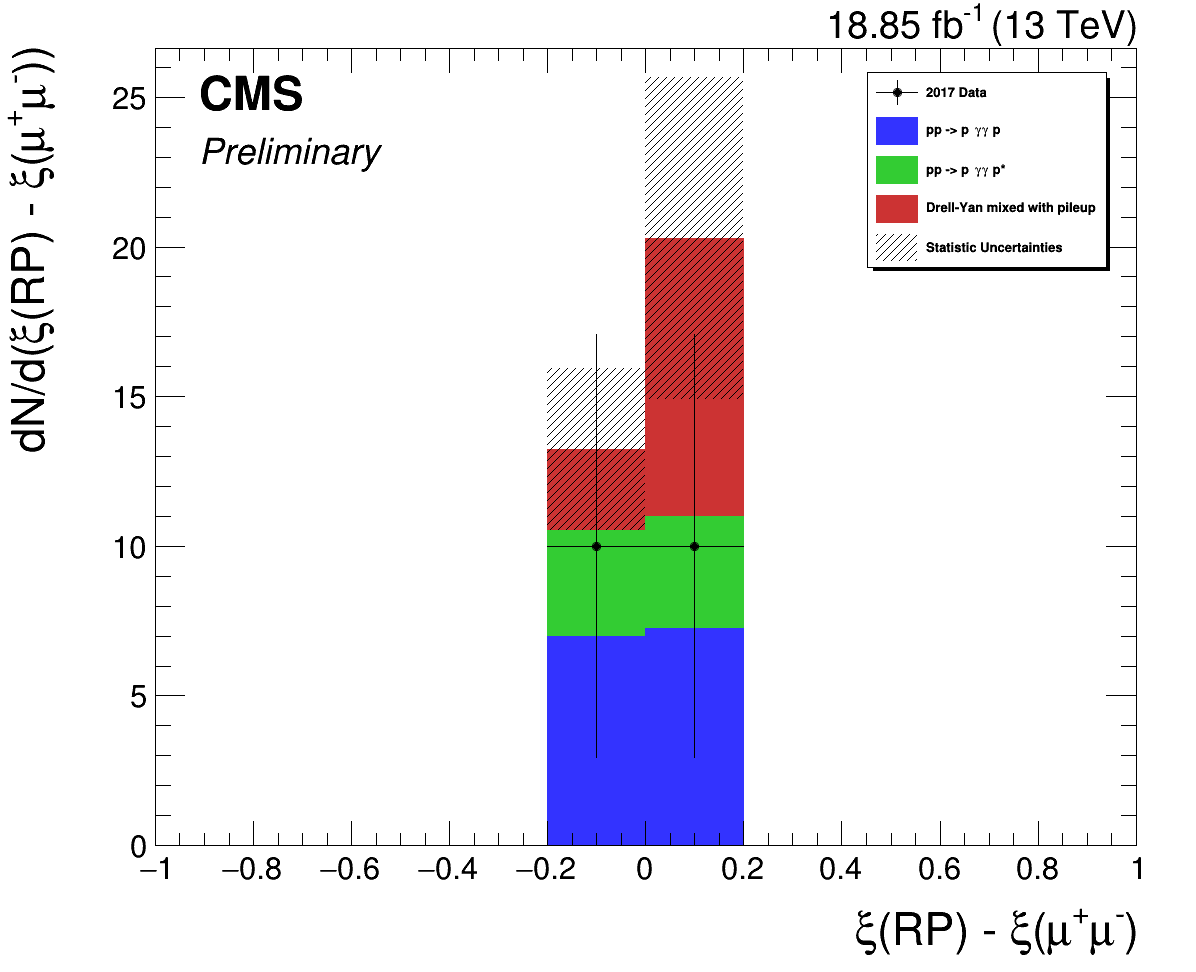 18.85 fb⁻¹ (13 TeV)
CMS
Preliminary
2017 Data
pp -> p γγ p
pp -> p γγ p*
Drell-Yan mixed with pileup
Statistic Uncertainties
dN/d(ξ(RP) - ξ(μ⁺μ⁻))
25
20
15
10
5
0
−1 −0.8 −0.6 −0.4 −0.2 0 0.2 0.4 0.6 0.8 1
ξ(RP) - ξ(μ⁺μ⁻)